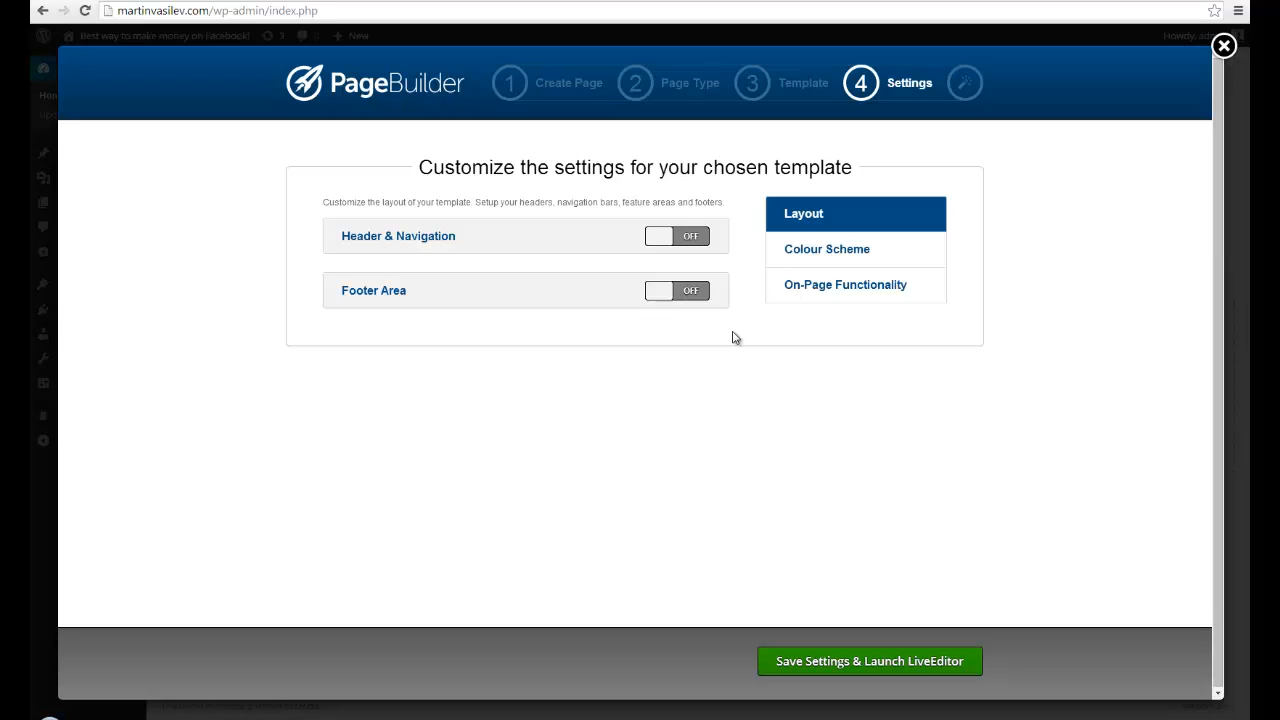 martinvasilev.com/wp-admin/index.php
Best way to make money on Facebook! 3 New Howdy,
PageBuilder 1 Create Page 2 Page Type 3 Template 4 Settings
Customize the settings for your chosen template
Customize the layout of your template. Setup your headers, navigation bars, feature areas and footers.
Header & Navigation OFF
Footer Area OFF
Layout
Colour Scheme
On-Page Functionality
Save Settings & Launch LiveEditor